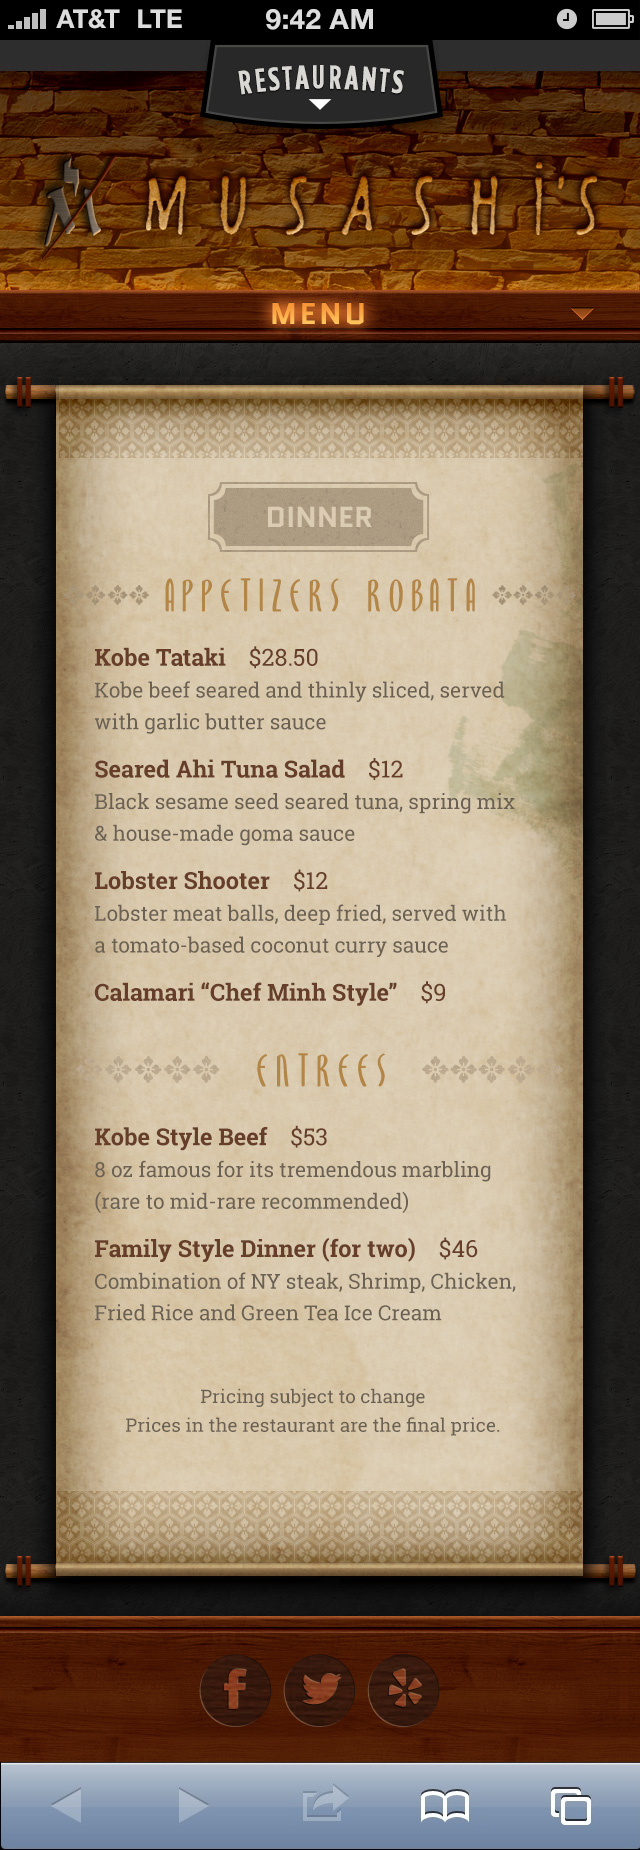 AT&T LTE 9:42 AM
RESTAURANTS
MUSASHI'S
MENU
DINNER
APPETIZERS ROBATA
Kobe Tataki $28.50
Kobe beef seared and thinly sliced, served
with garlic butter sauce
Seared Ahi Tuna Salad $12
Black sesame seed seared tuna, spring mix
& house-made goma sauce
Lobster Shooter $12
Lobster meat balls, deep fried, served with
a tomato-based coconut curry sauce
Calamari “Chef Minh Style” $9
ENTREES
Kobe Style Beef $53
8 oz famous for its tremendous marbling
(rare to mid-rare recommended)
Family Style Dinner (for two) $46
Combination of NY steak, Shrimp, Chicken,
Fried Rice and Green Tea Ice Cream
Pricing subject to change
Prices in the restaurant are the final price.